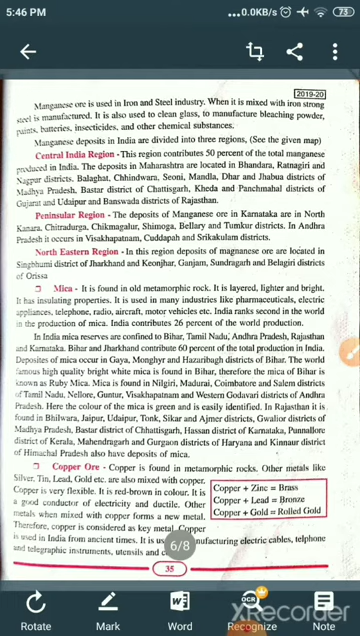 5:46 PM
...0.0KB/s
73
2019-20
Manganese ore is used in Iron and Steel industry. When it is mixed with iron strong
steel is manufactured. It is also used to clean glass, to manufacture bleaching powder,
paints, batteries, insecticides, and other chemical substances.
Manganese deposits in India are divided into three regions, (See the given map)
Central India Region - This region contributes 50 percent of the total manganese
produced in India. The deposits in Maharashtra are located in Bhandara, Ratnagiri and
Nagpur districts. Balaghat, Chhindwara, Seoni, Mandla, Dhar and Jhabua districts of
Madhya Pradesh, Bastar district of Chattisgarh, Kheda and Panchmahal districts of
Gujarat and Udaipur and Banswada districts of Rajasthan.
Peninsular Region - The deposits of Manganese ore in Karnataka are in North
Kanara, Chitradurga, Chikmagalur, Shimoga, Bellary and Tumkur districts. In Andhra
Pradesh it occurs in Visakhapatnam, Cuddapah and Srikakulam districts.
North Eastern Region - In this region deposits of magnanese ore are located in
Singbhumi district of Jharkhand and Keonjhar, Ganjam, Sundragarh and Belagiri districts
of Orissa
❑ Mica - It is found in old metamorphic rock. It is layered, lighter and bright.
It has insulating properties. It is used in many industries like pharmaceuticals, electric
appliances, telephone, radio, aircraft, motor vehicles etc. India ranks second in the world
in the production of mica. India contributes 26 percent of the world production.
In India mica reserves are confined to Bihar, Tamil Nadu, Andhra Pradesh, Rajasthan
and Karnataka. Bihar and Jharkhand contribute 60 percent of the total production in India.
Deposites of mica occur in Gaya, Monghyr and Hazaribagh districts of Bihar. The world
famous high quality bright white mica is found in Bihar, therefore the mica of Bihar is
known as Ruby Mica. Mica is found in Nilgiri, Madurai, Coimbatore and Salem districts
of Tamil Nadu, Nellore, Guntur, Visakhapatnam and Western Godavari districts of Andhra
Pradesh. Here the colour of the mica is green and is easily identified. In Rajasthan it is
found in Bhilwara, Jaipur, Udaipur, Tonk, Sikar and Ajmer districts, Gwalior districts of
Madhya Pradesh, Bastar district of Chhattisgarh, Hassan district of Karnataka, Punnallore
district of Kerala, Mahendragarh and Gurgaon districts of Haryana and Kinnaur district
of Himachal Pradesh also have deposits of mica.
❑ Copper Ore - Copper is found in metamorphic rocks. Other metals like
Silver, Tin, Lead, Gold etc. are also mixed with copper.
Copper is very flexible. It is red-brown in colour. It is
a good conductor of electricity and ductile. Other
metals when mixed with copper forms a new metal.
Therefore, copper is considered as key metal. Copper
Copper + Zinc = Brass
Copper + Lead = Bronze
Copper + Gold = Rolled Gold
is used in India from ancient times. It is us nufacturing electric cables, telphone
and telegraphic instruments, utensils and c
6/8
35
OCR
Rotate
Mark
Word
Recognize
Note
XRecorder